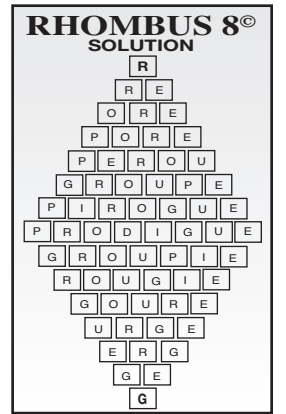 RHOMBUS 8©
SOLUTION
R
R E
O R E
P O R E
P E R O U
G R O U P E
P I R O G U E
P R O D I G U E
G R O U P I E
R O U G I E
G O U R E
U R G E
E R G
G E
G